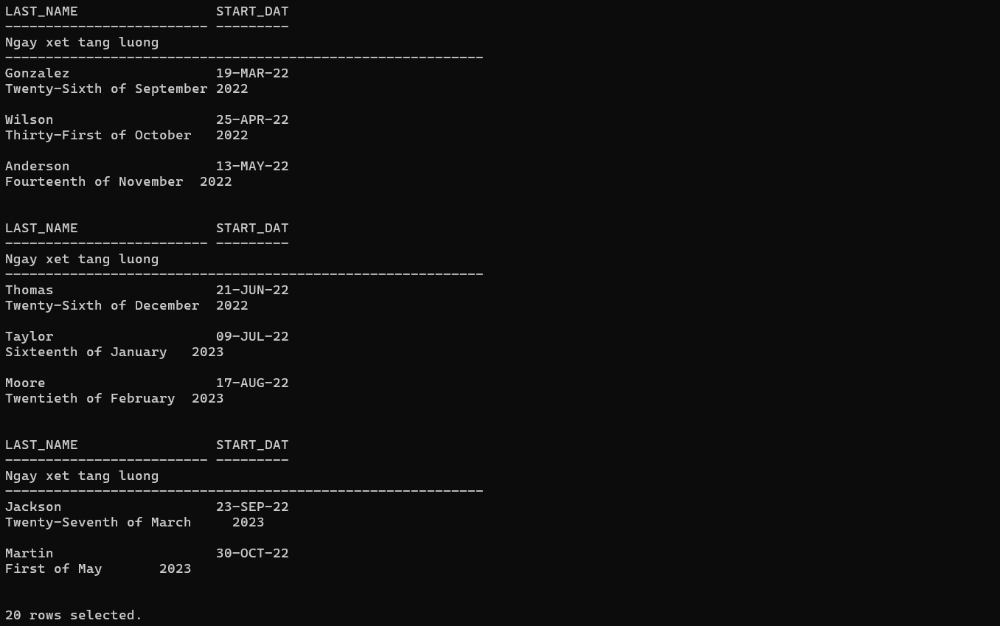 LAST_NAME                 START_DAT
------------------------- ---------
Ngay xet tang luong
-----------------------------------------------------------
Gonzalez                  19-MAR-22
Twenty-Sixth of September 2022

Wilson                    25-APR-22
Thirty-First of October   2022

Anderson                  13-MAY-22
Fourteenth of November  2022


LAST_NAME                 START_DAT
------------------------- ---------
Ngay xet tang luong
-----------------------------------------------------------
Thomas                    21-JUN-22
Twenty-Sixth of December  2022

Taylor                    09-JUL-22
Sixteenth of January   2023

Moore                     17-AUG-22
Twentieth of February  2023


LAST_NAME                 START_DAT
------------------------- ---------
Ngay xet tang luong
-----------------------------------------------------------
Jackson                   23-SEP-22
Twenty-Seventh of March     2023

Martin                    30-OCT-22
First of May       2023


20 rows selected.